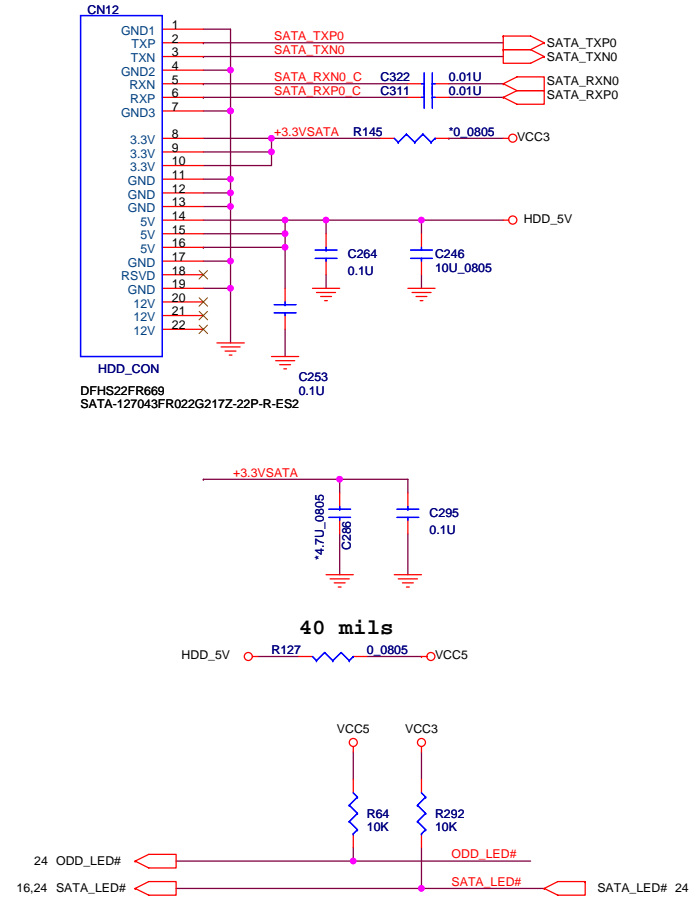 CN12
GND1 1
TXP 2 SATA_TXP0 SATA_TXP0
TXN 3 SATA_TXN0 SATA_TXN0
GND2 4
RXN 5 SATA_RXN0_C C322 0.01U SATA_RXN0
RXP 6 SATA_RXP0_C C311 0.01U SATA_RXP0
GND3 7
3.3V 8 +3.3VSATA R145 *0_0805 VCC3
3.3V 9
3.3V 10
GND 11
GND 12
GND 13
5V 14 HDD_5V
5V 15
5V 16
GND 17
RSVD 18
GND 19
12V 20
12V 21
12V 22
C264
0.1U
C246
10U_0805
HDD_CON
C253
0.1U
DFHS22FR669
SATA-127043FR022G217Z-22P-R-ES2
+3.3VSATA
*4.7U_0805
C286
C295
0.1U
40 mils
HDD_5V R127 0_0805 VCC5
VCC5 VCC3
R64
10K
R292
10K
24 ODD_LED# ODD_LED#
16,24 SATA_LED# SATA_LED# SATA_LED# 24